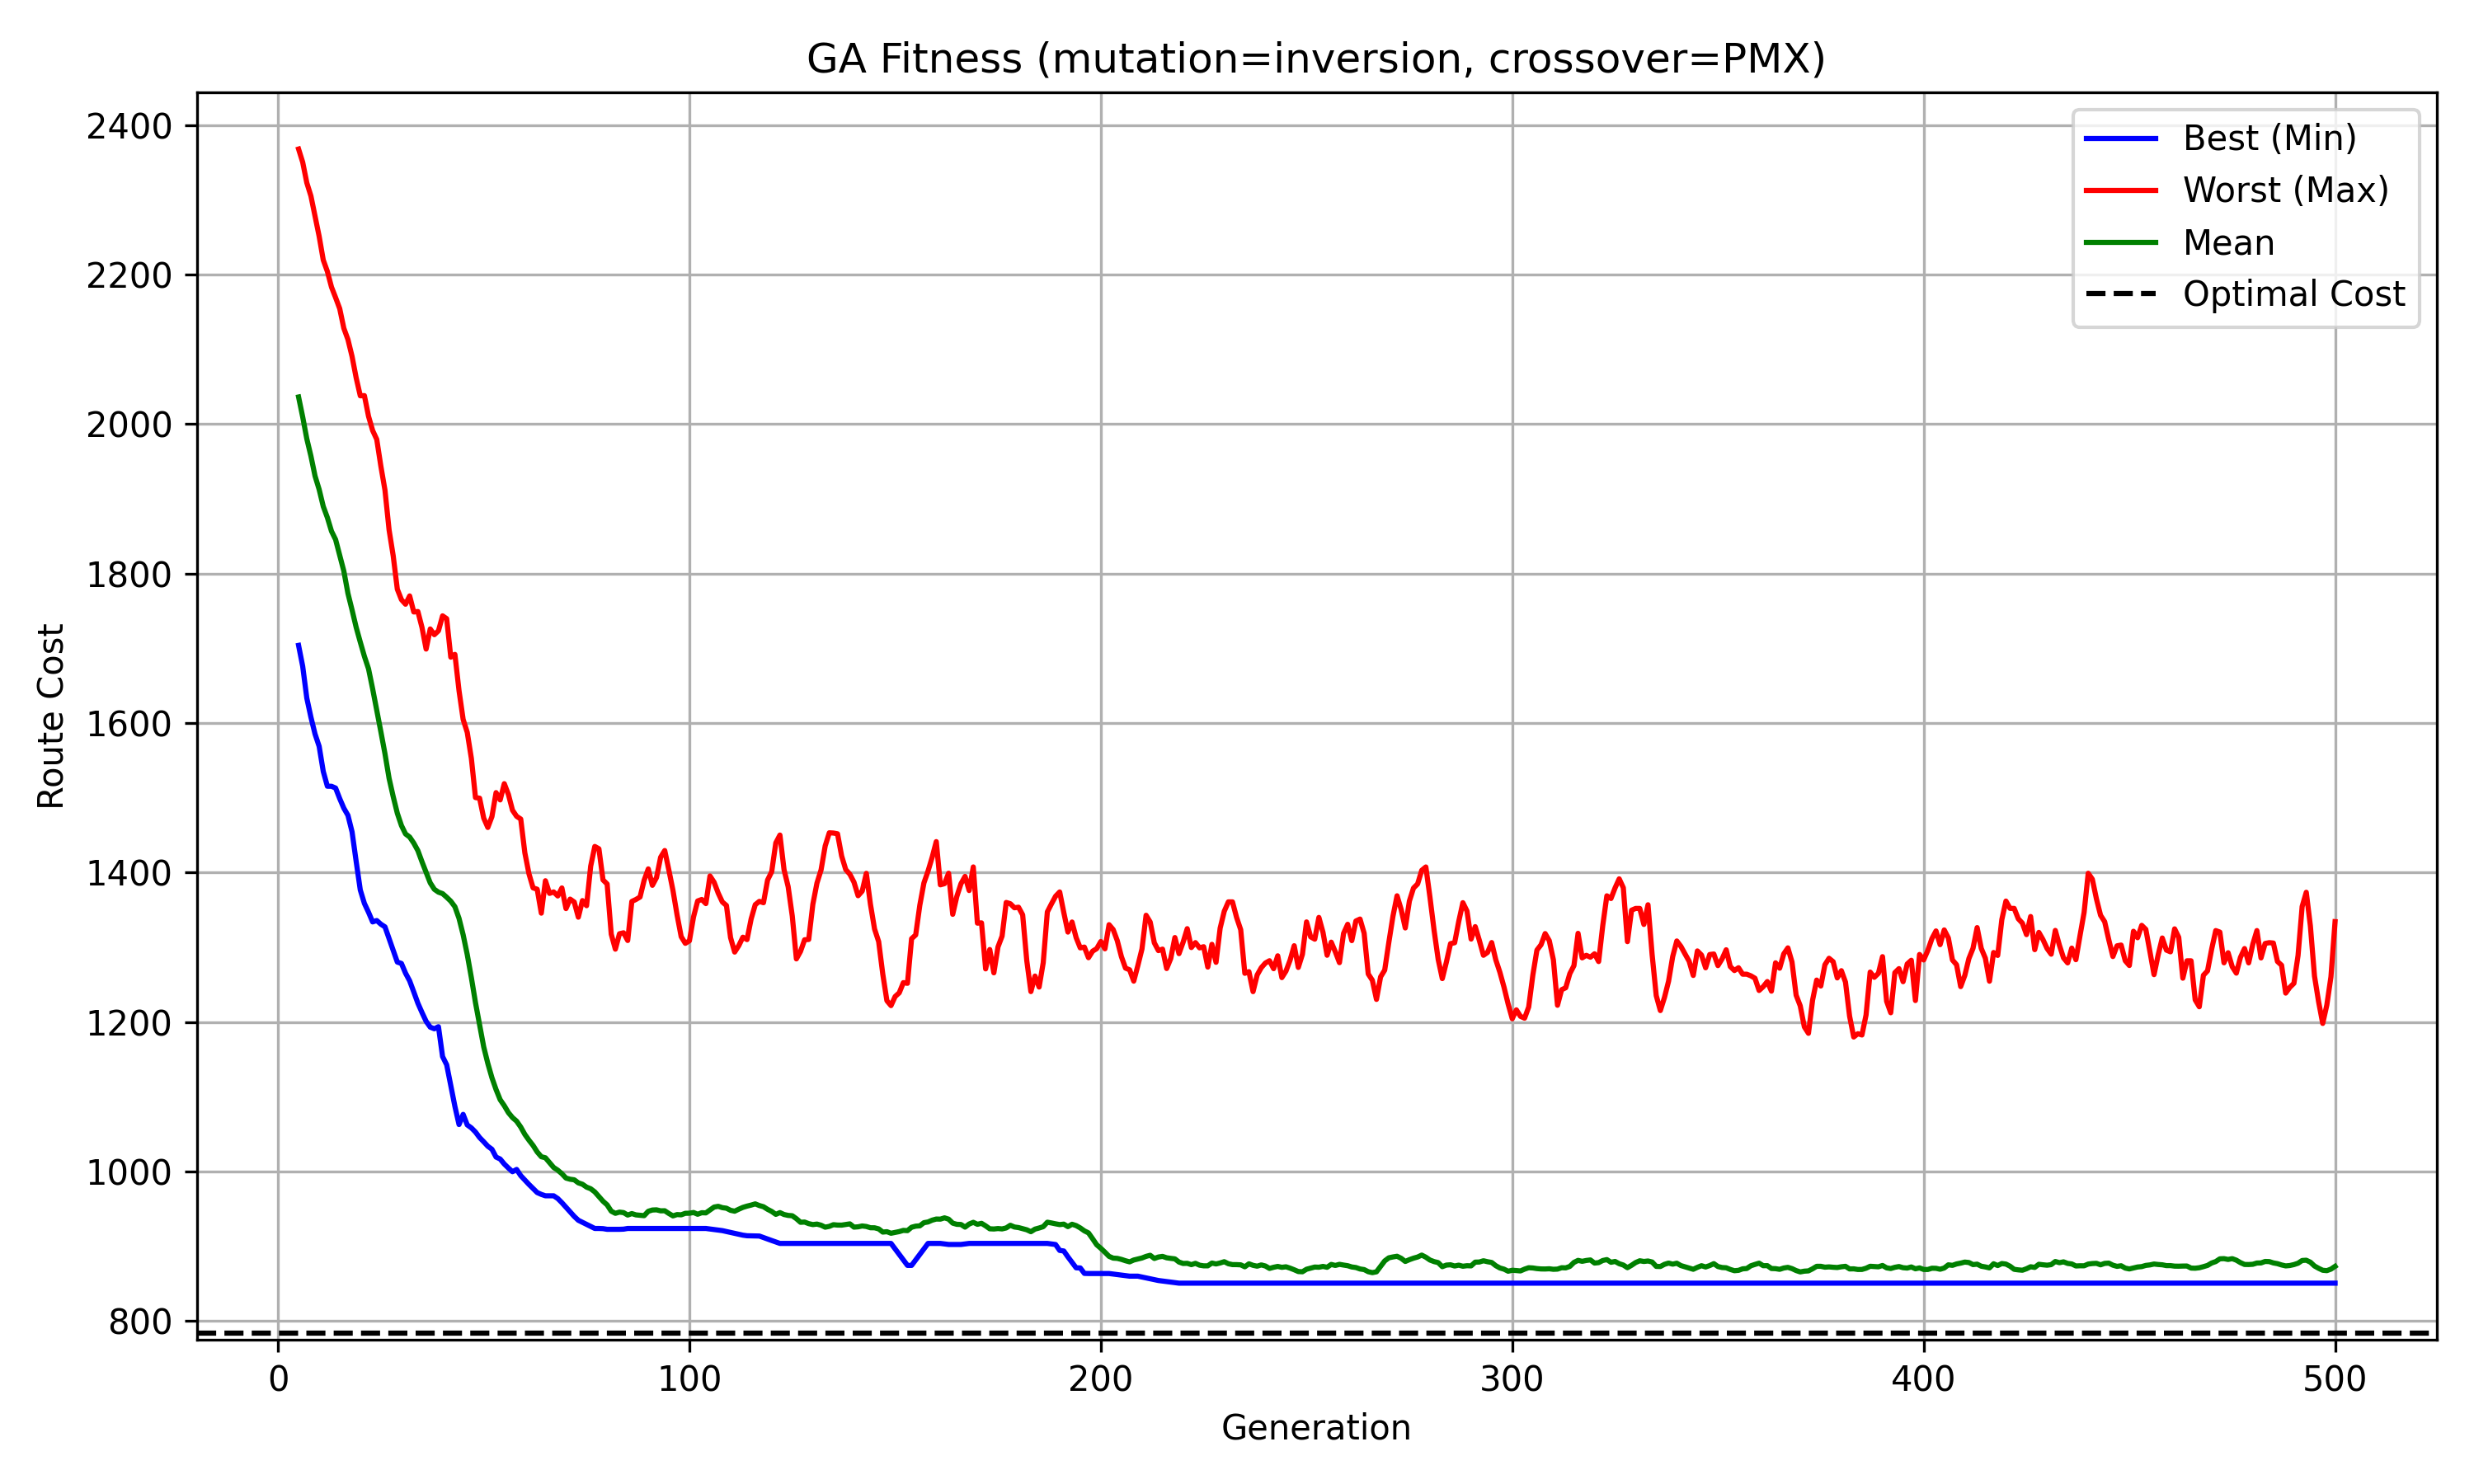 GA Fitness (mutation=inversion, crossover=PMX)
2400
2200
2000
1800
1600
1400
1200
1000
800
Route Cost
Best (Min)
Worst (Max)
Mean
Optimal Cost
0 100 200 300 400 500
Generation